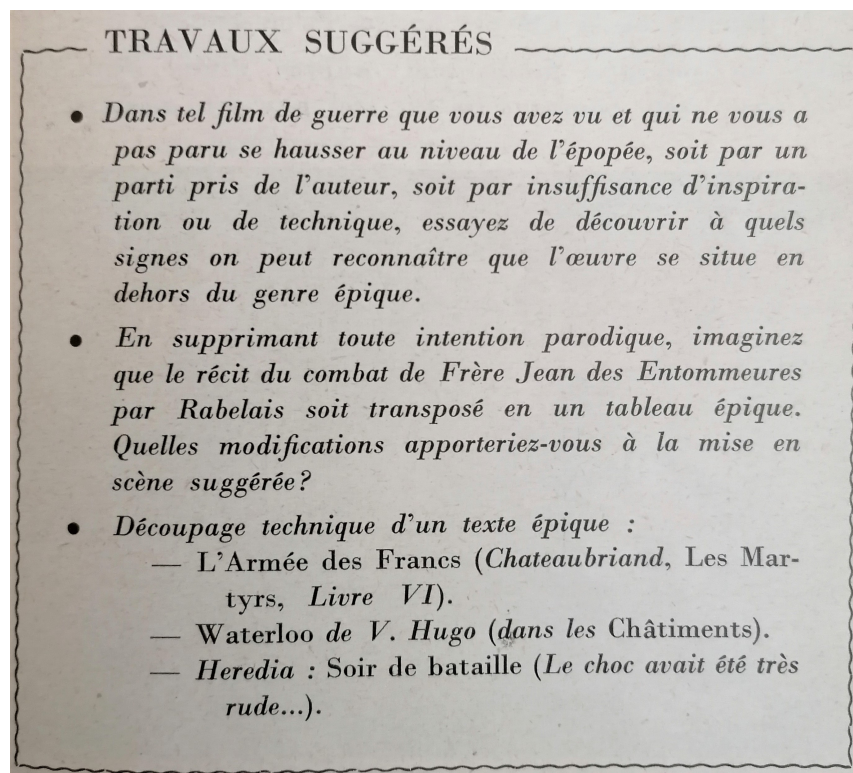 TRAVAUX SUGGÉRÉS
• Dans tel film de guerre que vous avez vu et qui ne vous a
pas paru se hausser au niveau de l'épopée, soit par un
parti pris de l'auteur, soit par insuffisance d'inspira-
tion ou de technique, essayez de découvrir à quels
signes on peut reconnaître que l'œuvre se situe en
dehors du genre épique.
• En supprimant toute intention parodique, imaginez
que le récit du combat de Frère Jean des Entommeures
par Rabelais soit transposé en un tableau épique.
Quelles modifications apporteriez-vous à la mise en
scène suggérée?
• Découpage technique d'un texte épique :
— L'Armée des Francs (Chateaubriand, Les Mar-
tyrs, Livre VI).
— Waterloo de V. Hugo (dans les Châtiments).
— Heredia : Soir de bataille (Le choc avait été très
rude...).